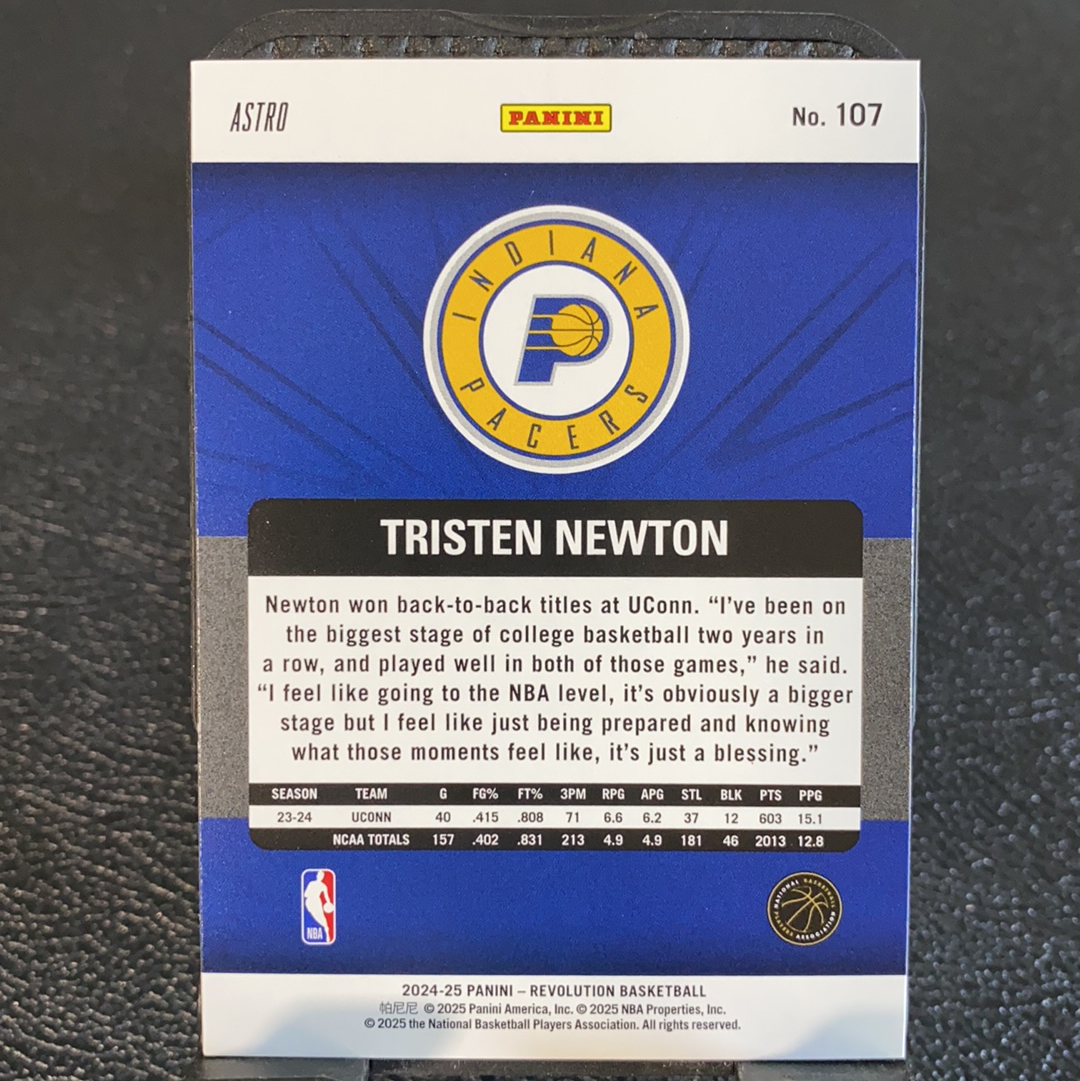 ASTRO PANINI No. 107
INDIANA
PACERS
TRISTEN NEWTON
Newton won back-to-back titles at UConn. “I’ve been on
the biggest stage of college basketball two years in
a row, and played well in both of those games,” he said.
“I feel like going to the NBA level, it’s obviously a bigger
stage but I feel like just being prepared and knowing
what those moments feel like, it’s just a blessing.”
SEASON TEAM G FG% FT% 3PM RPG APG STL BLK PTS PPG
23-24 UCONN 40 .415 .808 71 6.6 6.2 37 12 603 15.1
NCAA TOTALS 157 .402 .831 213 4.9 4.9 181 46 2013 12.8
NBA
NATIONAL BASKETBALL
PLAYERS ASSOCIATION
2024-25 PANINI – REVOLUTION BASKETBALL
帕尼尼 © 2025 Panini America, Inc. © 2025 NBA Properties, Inc.
© 2025 the National Basketball Players Association. All rights reserved.